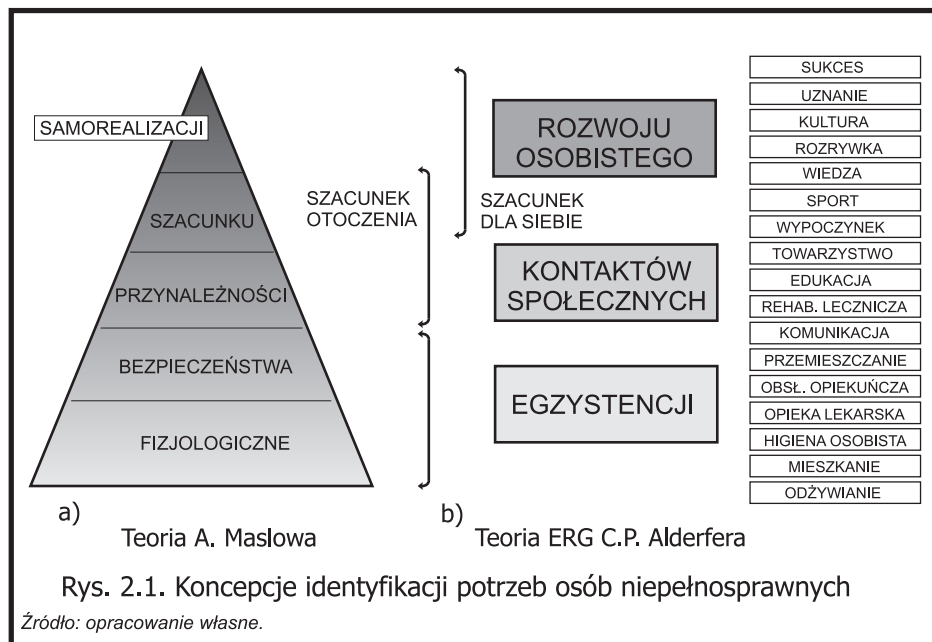 SAMOREALIZACJI
SZACUNKU
PRZYNALEŻNOŚCI
BEZPIECZEŃSTWA
FIZJOLOGICZNE
a)
Teoria A. Maslowa
SZACUNEK
OTOCZENIA
SZACUNEK
DLA SIEBIE
ROZWOJU
OSOBISTEGO
KONTAKTÓW
SPOŁECZNYCH
EGZYSTENCJI
b)
Teoria ERG C.P. Alderfera
SUKCES
UZNANIE
KULTURA
ROZRYWKA
WIEDZA
SPORT
WYPOCZYNEK
TOWARZYSTWO
EDUKACJA
REHAB. LECZNICZA
KOMUNIKACJA
PRZEMIESZCZANIE
OBSŁ. OPIEKUŃCZA
OPIEKA LEKARSKA
HIGIENA OSOBISTA
MIESZKANIE
ODŻYWIANIE
Rys. 2.1. Koncepcje identyfikacji potrzeb osób niepełnosprawnych
Źródło: opracowanie własne.